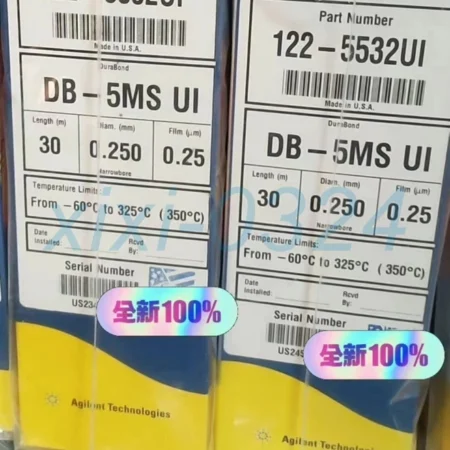 5532UI
Made in U.S.A.
DuraBond
DB-5MS UI
Length (m) Diam. (mm) Film (µm)
30 0.250 0.25
Narrowbore
Temperature Limits:
From -60°C to 325°C (350°C)
Date Installed: Rcvd By:
Serial Number
全新100%
Agilent Technologies
Part Number
122-5532UI
Made in U.S.A.
DuraBond
DB-5MS UI
Length (m) Diam. (mm) Film (µm)
30 0.250 0.25
Narrowbore
Temperature Limits:
From -60°C to 325°C (350°C)
Date Installed: Rcvd By:
Serial Number
全新100%
Agilent Technologies
xixi-0324